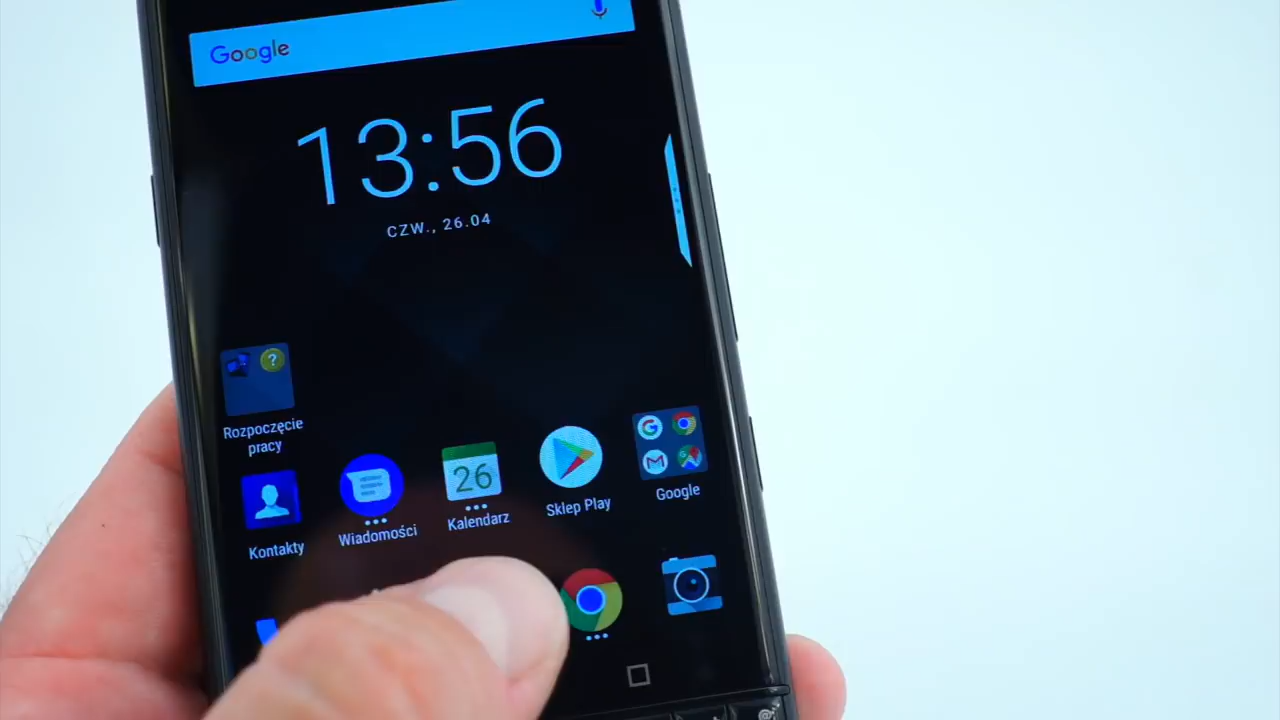 Google
13:56
CZW., 26.04
?
Rozpoczęcie
pracy
26
G
M
Kontakty
Wiadomości
Kalendarz
Sklep Play
Google